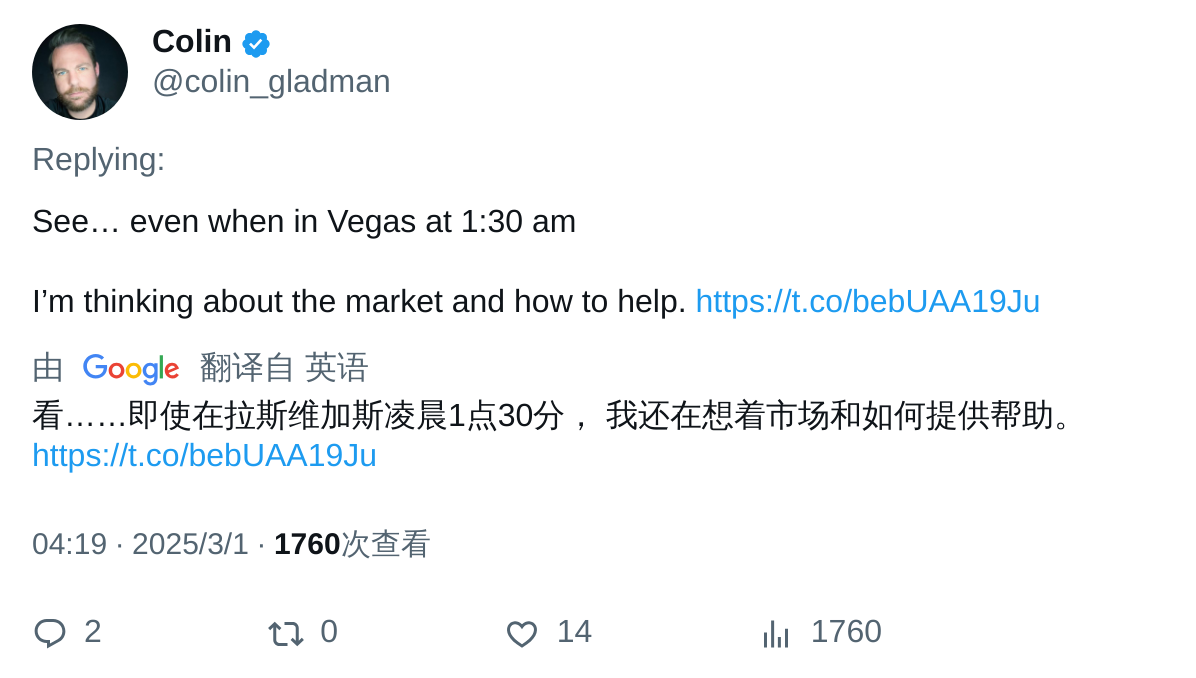 Colin
@colin_gladman
Replying:
See… even when in Vegas at 1:30 am
I’m thinking about the market and how to help. https://t.co/bebUAA19Ju
由 Google 翻译自 英语
看……即使在拉斯维加斯凌晨1点30分， 我还在想着市场和如何提供帮助。
https://t.co/bebUAA19Ju
04:19 · 2025/3/1 · 1760次查看
2 0 14 1760